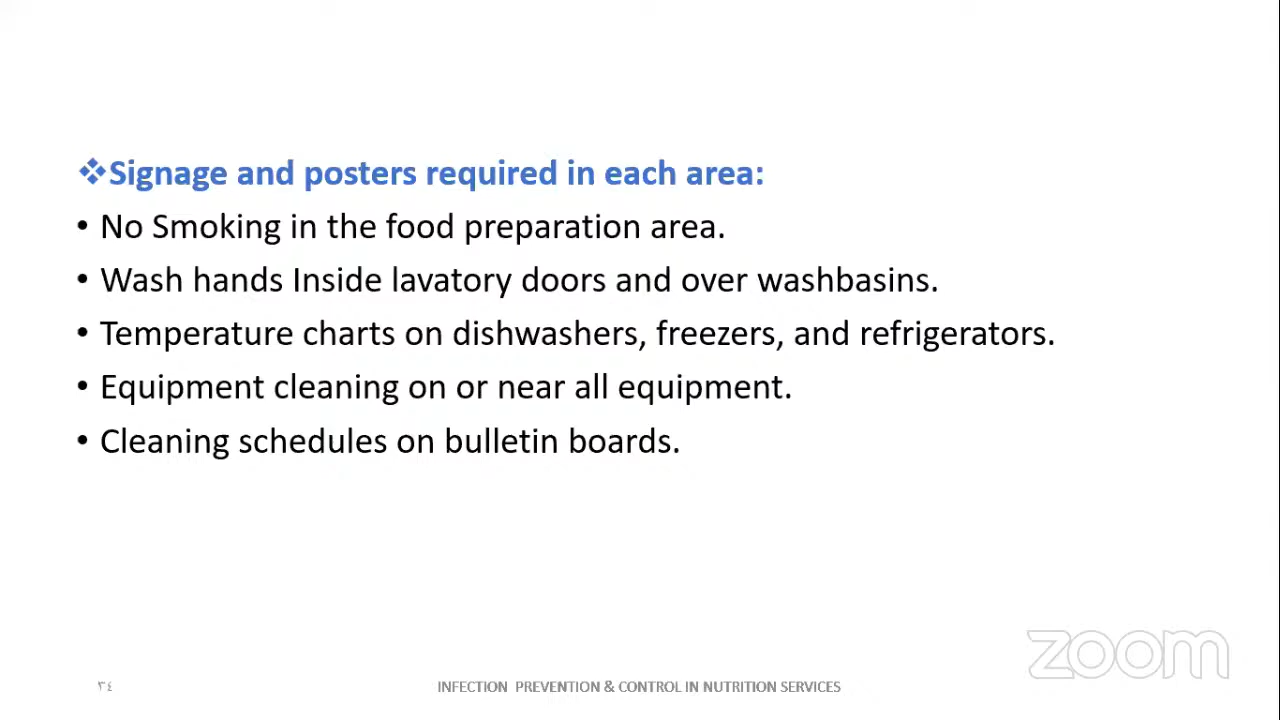 ❖Signage and posters required in each area:
• No Smoking in the food preparation area.
• Wash hands Inside lavatory doors and over washbasins.
• Temperature charts on dishwashers, freezers, and refrigerators.
• Equipment cleaning on or near all equipment.
• Cleaning schedules on bulletin boards.
zoom
٣٤
INFECTION PREVENTION & CONTROL IN NUTRITION SERVICES